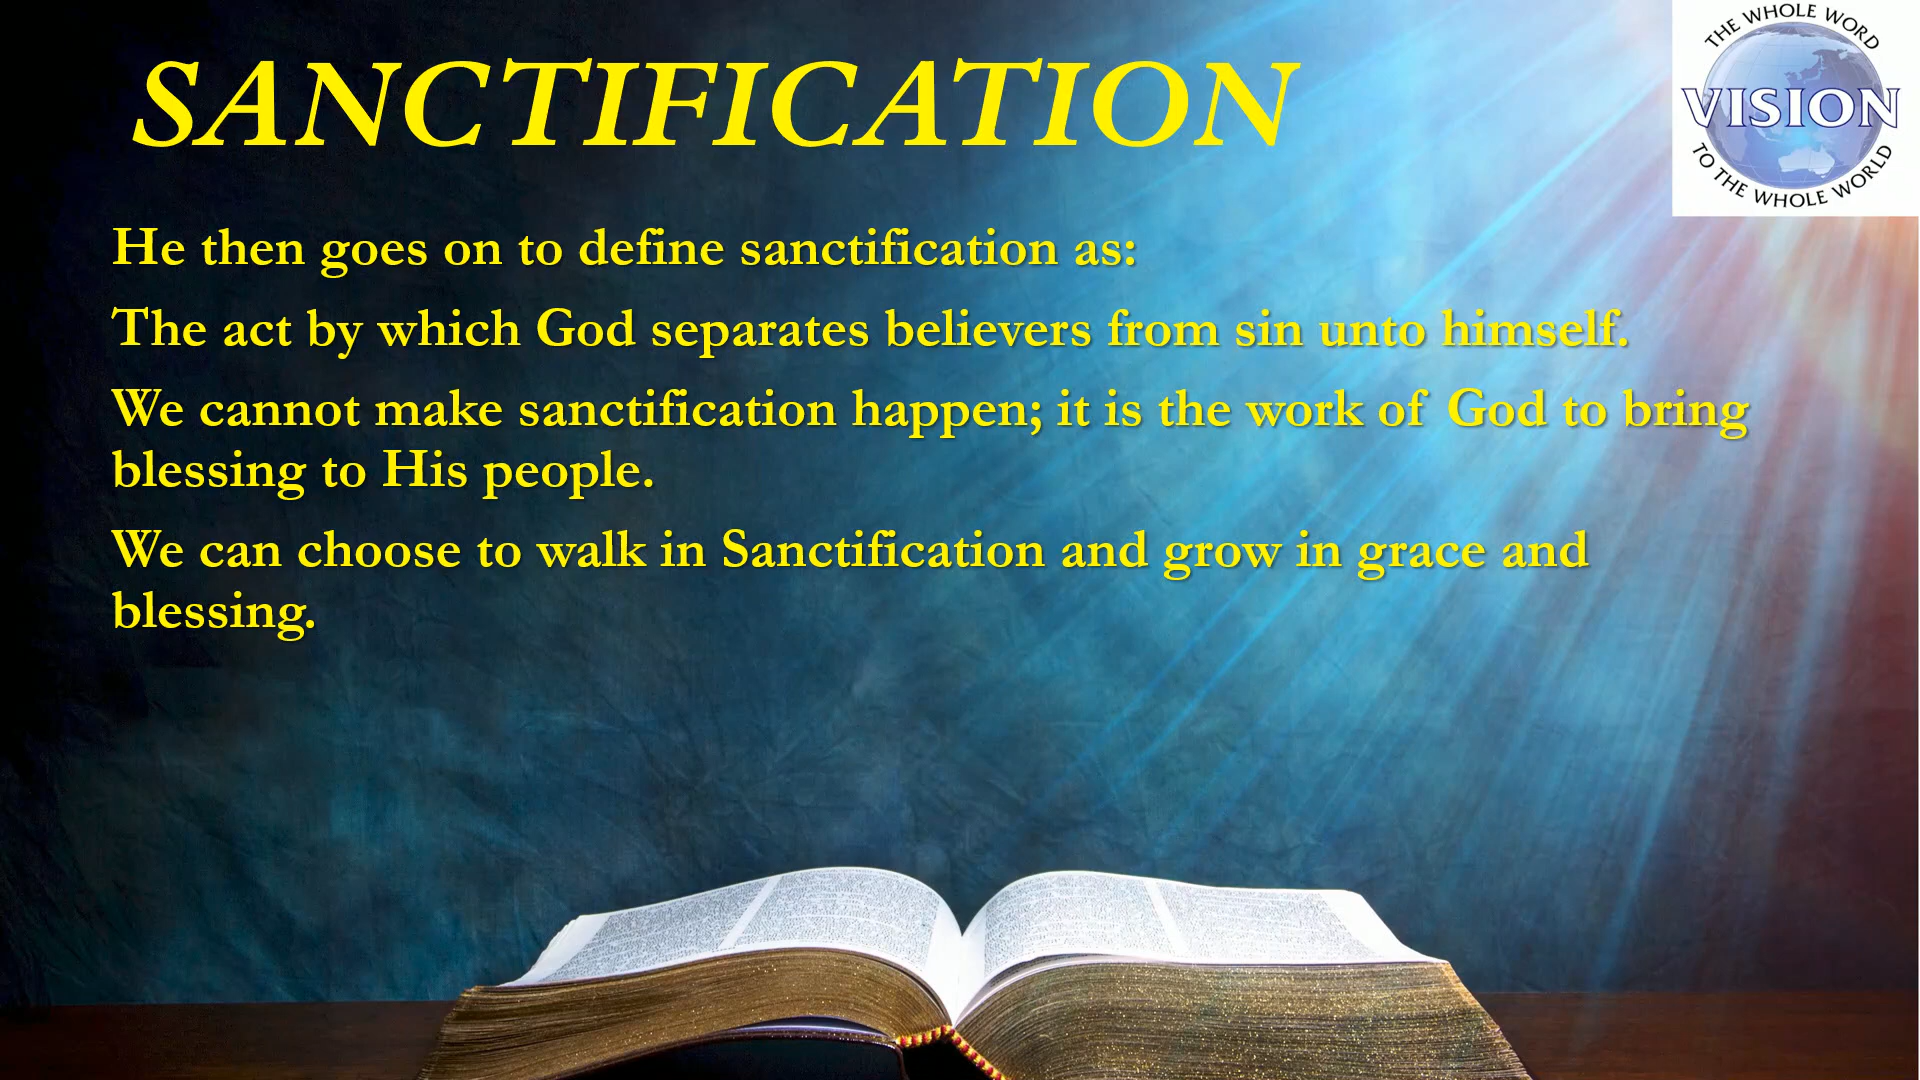 SANCTIFICATION
THE WHOLE WORD
VISION
TO THE WHOLE WORLD
He then goes on to define sanctification as:
The act by which God separates believers from sin unto himself.
We cannot make sanctification happen; it is the work of God to bring
blessing to His people.
We can choose to walk in Sanctification and grow in grace and
blessing.